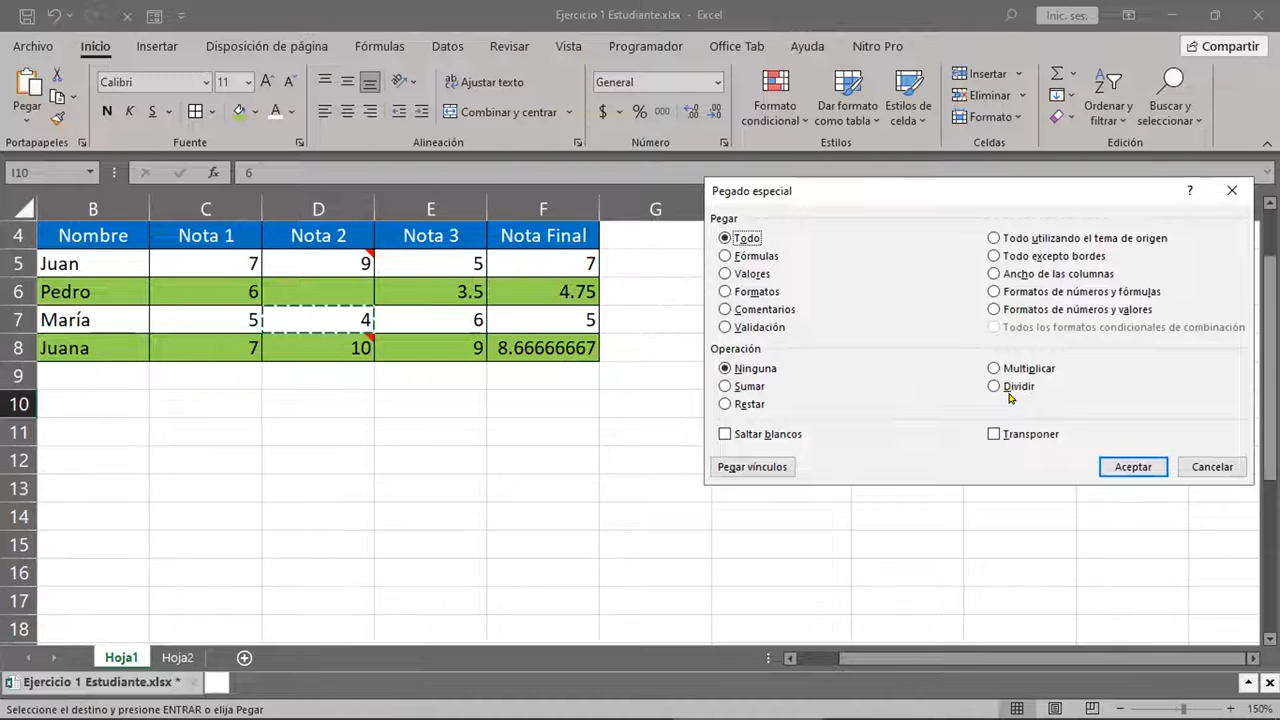 Ejercicio 1 Estudiante.xlsx - Excel
Inic. ses.
Archivo Inicio Insertar Disposición de página Fórmulas Datos Revisar Vista Programador Office Tab Ayuda Nitro Pro Compartir
Pegar
Calibri 11
N K S A
Ajustar texto
Combinar y centrar
General
$ % 000
Formato condicional
Dar formato como tabla
Estilos de celda
Insertar
Eliminar
Formato
Ordenar y filtrar
Buscar y seleccionar
Portapapeles Fuente Alineación Número Estilos Celdas Edición
I10 fx 6
B C D E F G
4 Nombre Nota 1 Nota 2 Nota 3 Nota Final
5 Juan 7 9 5 7
6 Pedro 6 3.5 4.75
7 María 5 4 6 5
8 Juana 7 10 9 8.66666667
9
10
11
12
13
14
15
16
17
18
Pegado especial ?
Pegar
Todo Todo utilizando el tema de origen
Fórmulas Todo excepto bordes
Valores Ancho de las columnas
Formatos Formatos de números y fórmulas
Comentarios Formatos de números y valores
Validación Todos los formatos condicionales de combinación
Operación
Ninguna Multiplicar
Sumar Dividir
Restar
Saltar blancos Transponer
Pegar vínculos Aceptar Cancelar
Hoja1 Hoja2
Ejercicio 1 Estudiante.xlsx *
Seleccione el destino y presione ENTRAR o elija Pegar 150%